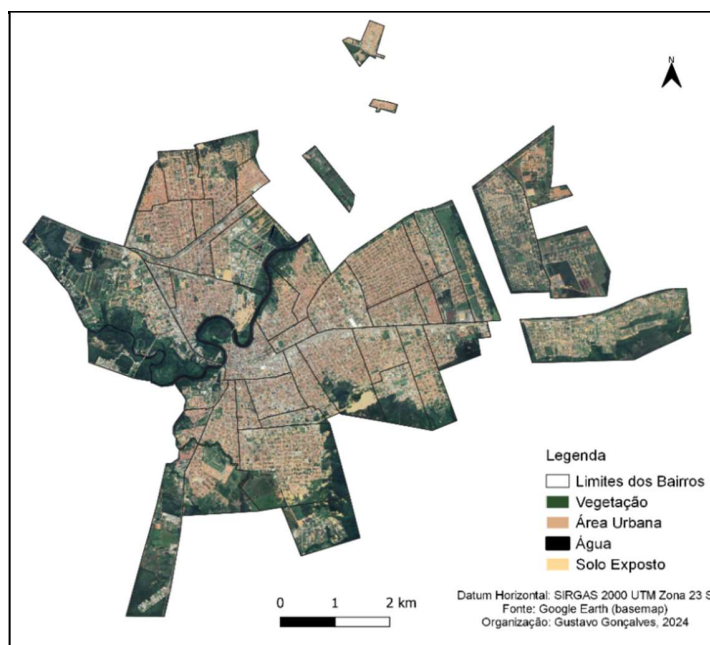 N
Legenda
Limites dos Bairros
Vegetação
Área Urbana
Água
Solo Exposto
0 1 2 km
Datum Horizontal: SIRGAS 2000 UTM Zona 23 S
Fonte: Google Earth (basemap)
Organização: Gustavo Gonçalves, 2024